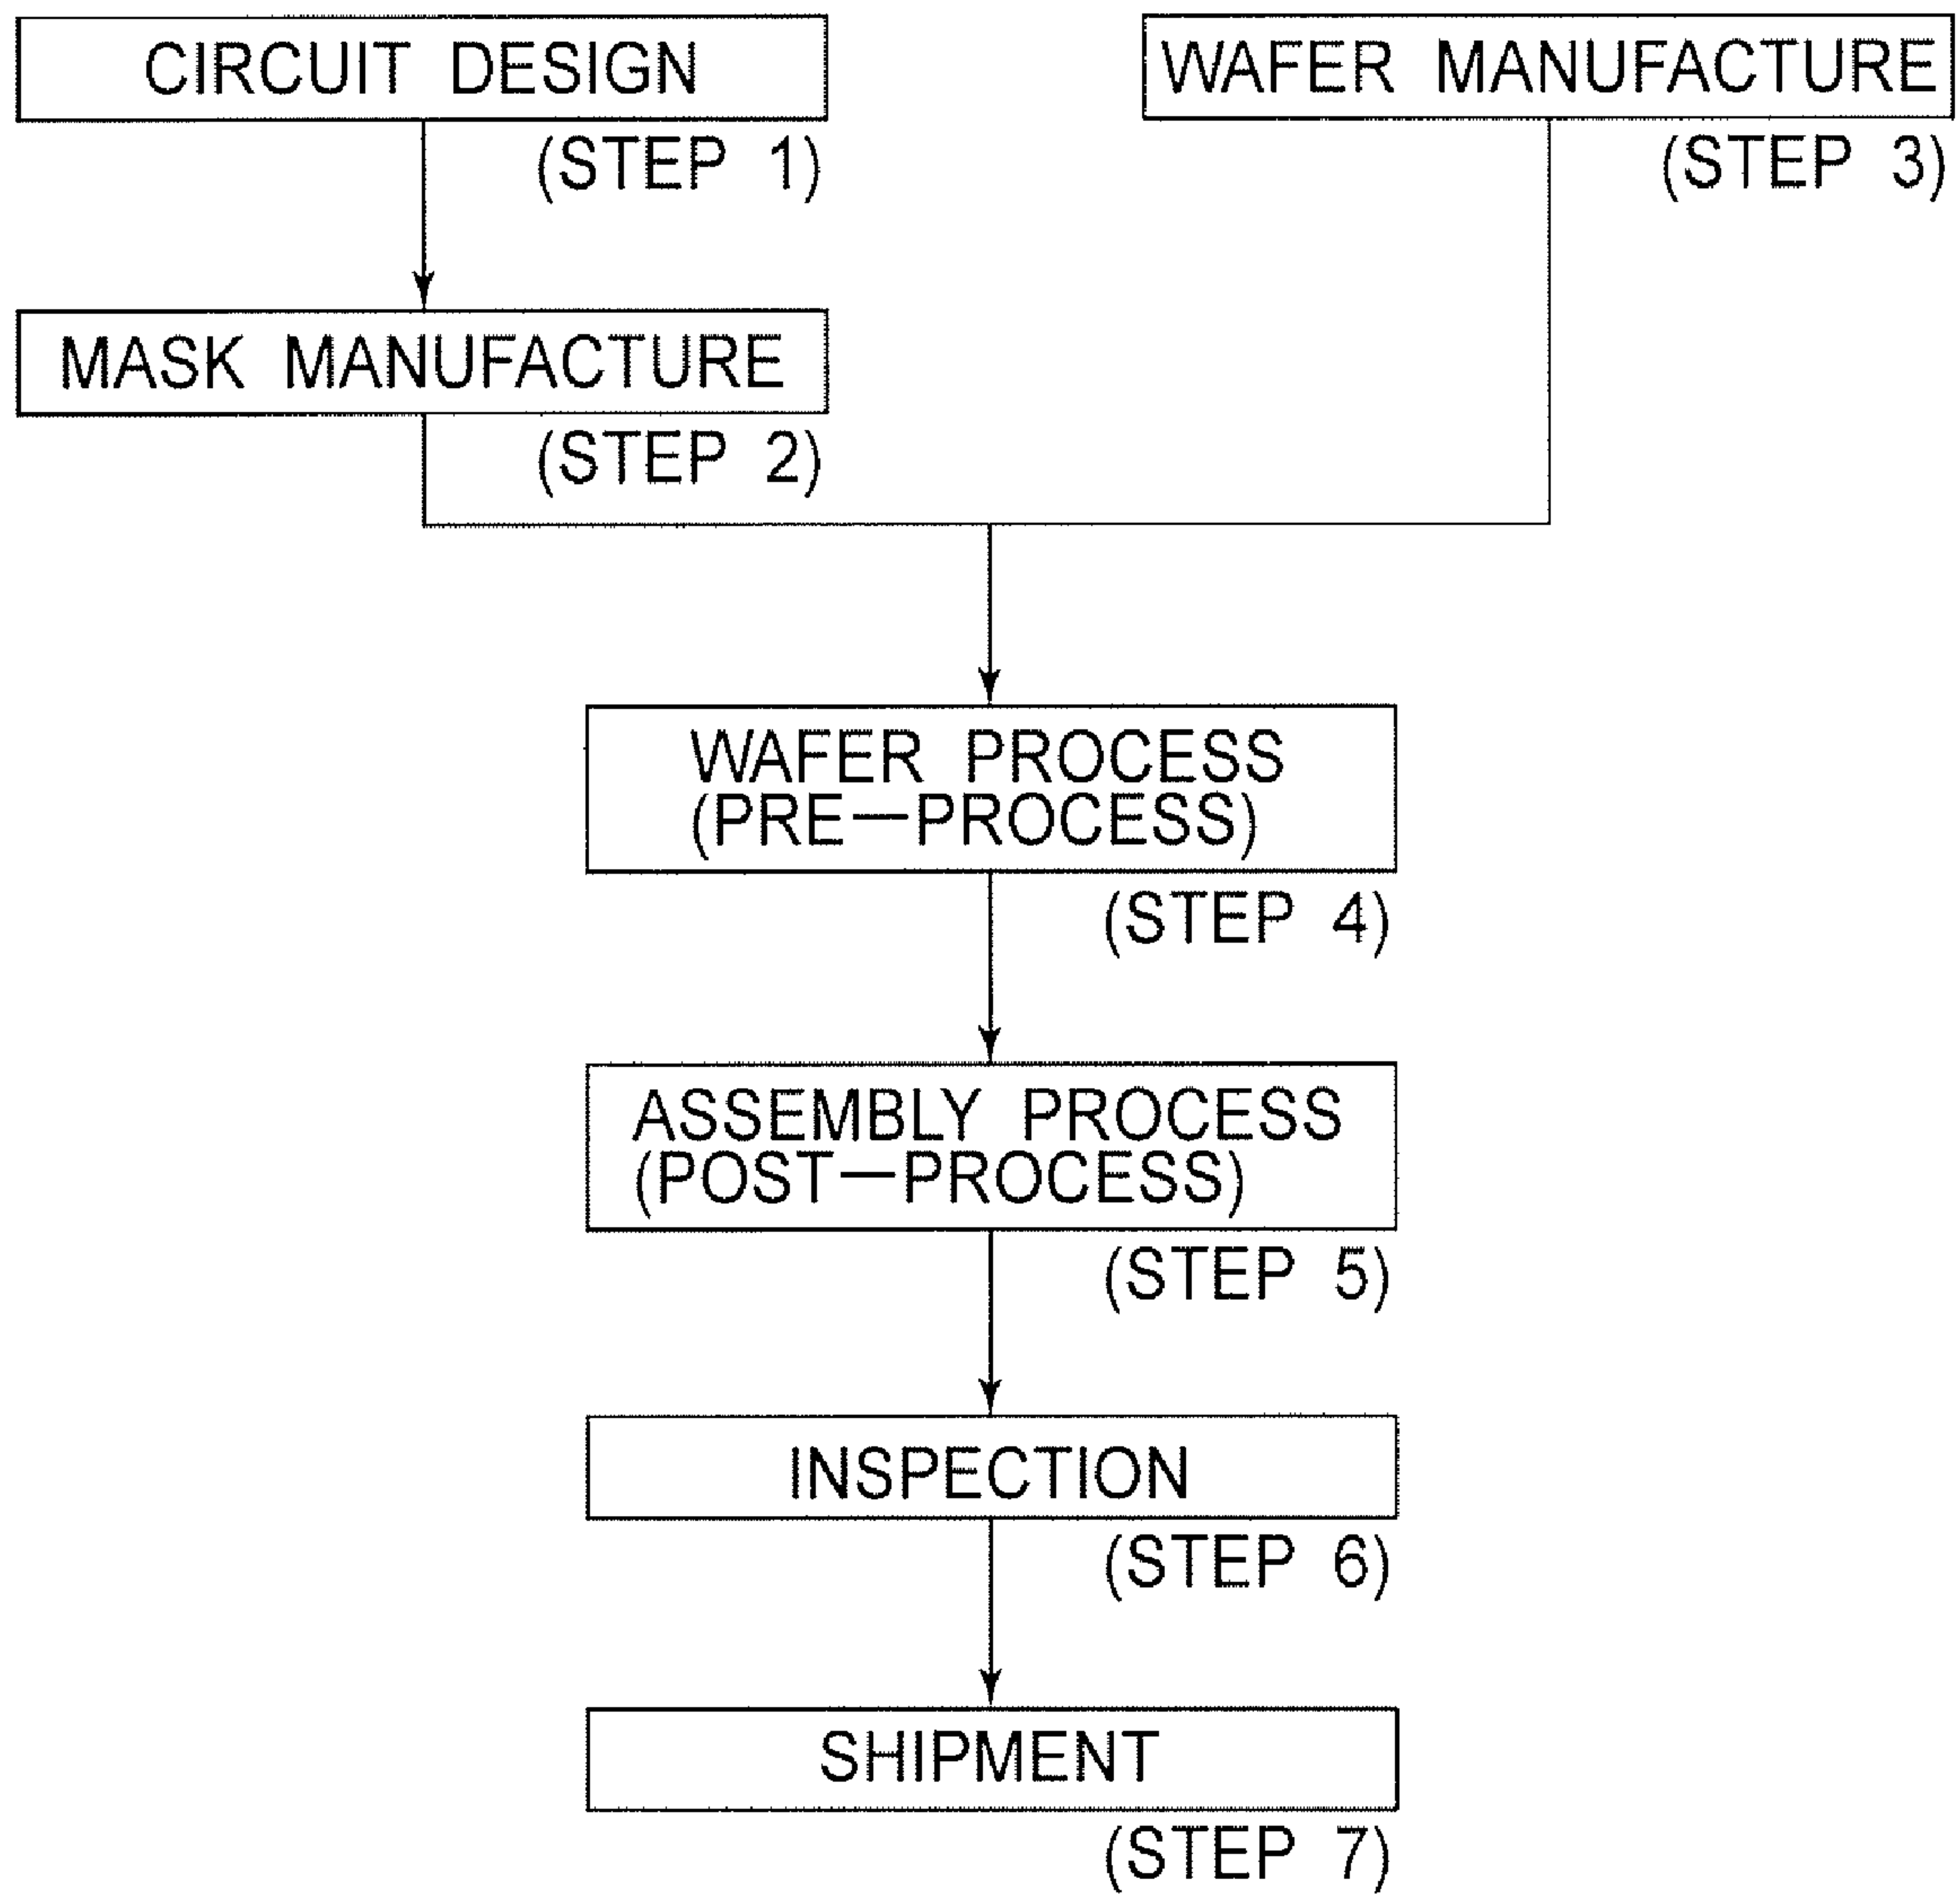 CIRCUIT DESIGN
(STEP 1)
WAFER MANUFACTURE
(STEP 3)
MASK MANUFACTURE
(STEP 2)
WAFER PROCESS
(PRE—PROCESS)
(STEP 4)
ASSEMBLY PROCESS
(POST—PROCESS)
(STEP 5)
INSPECTION
(STEP 6)
SHIPMENT
(STEP 7)